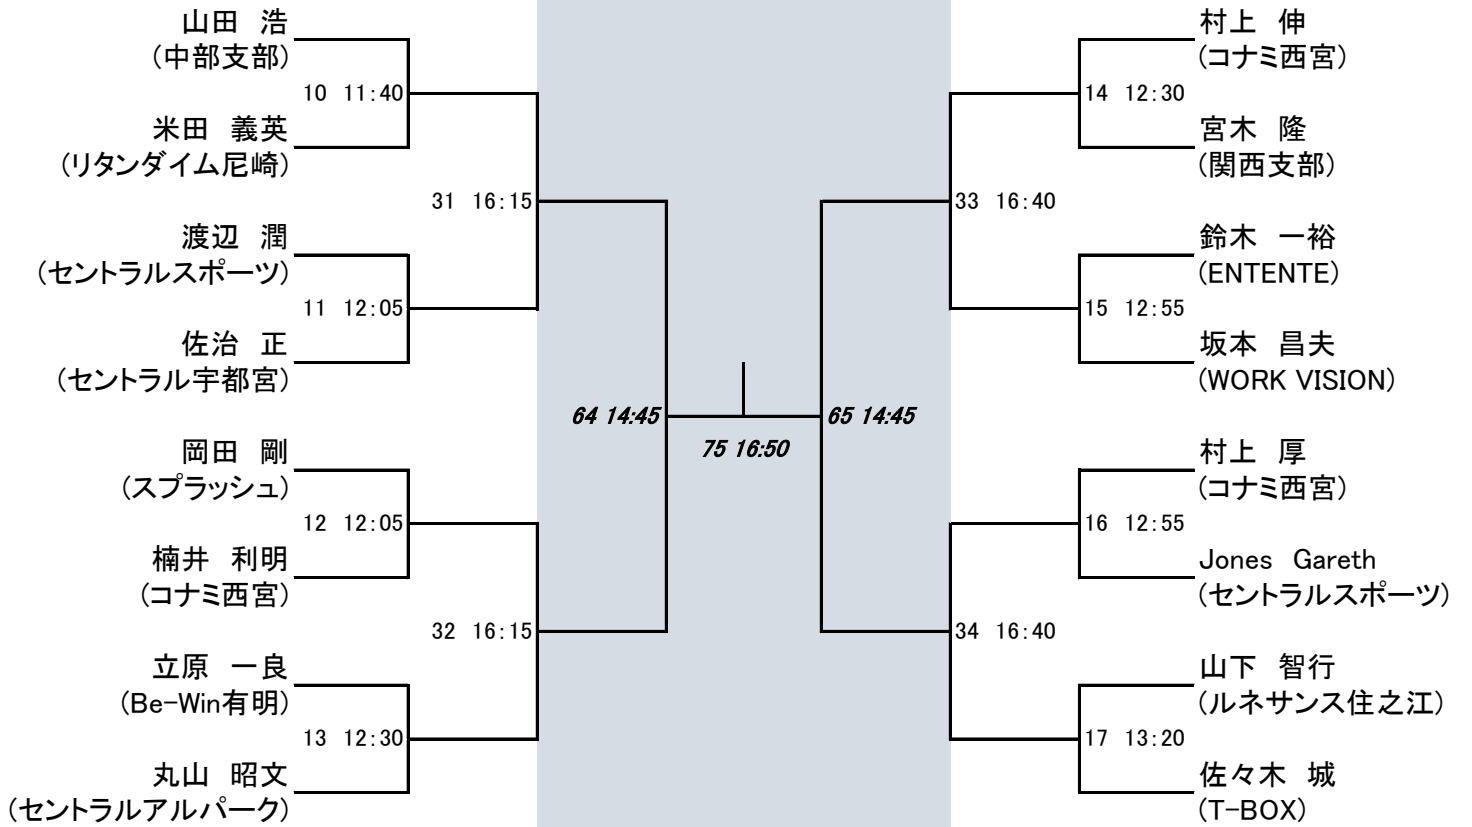 山田　浩
(中部支部)
10 11:40
米田　義英
(リタンダイム尼崎)
31 16:15
渡辺　潤
(セントラルスポーツ)
11 12:05
佐治　正
(セントラル宇都宮)
64 14:45
岡田　剛
(スプラッシュ)
12 12:05
楠井　利明
(コナミ西宮)
32 16:15
立原　一良
(Be-Win有明)
13 12:30
丸山　昭文
(セントラルアルパーク)
75 16:50
村上　伸
(コナミ西宮)
14 12:30
宮木　隆
(関西支部)
33 16:40
鈴木　一裕
(ENTENTE)
15 12:55
坂本　昌夫
(WORK VISION)
65 14:45
村上　厚
(コナミ西宮)
16 12:55
Jones　Gareth
(セントラルスポーツ)
34 16:40
山下　智行
(ルネサンス住之江)
17 13:20
佐々木　城
(T-BOX)